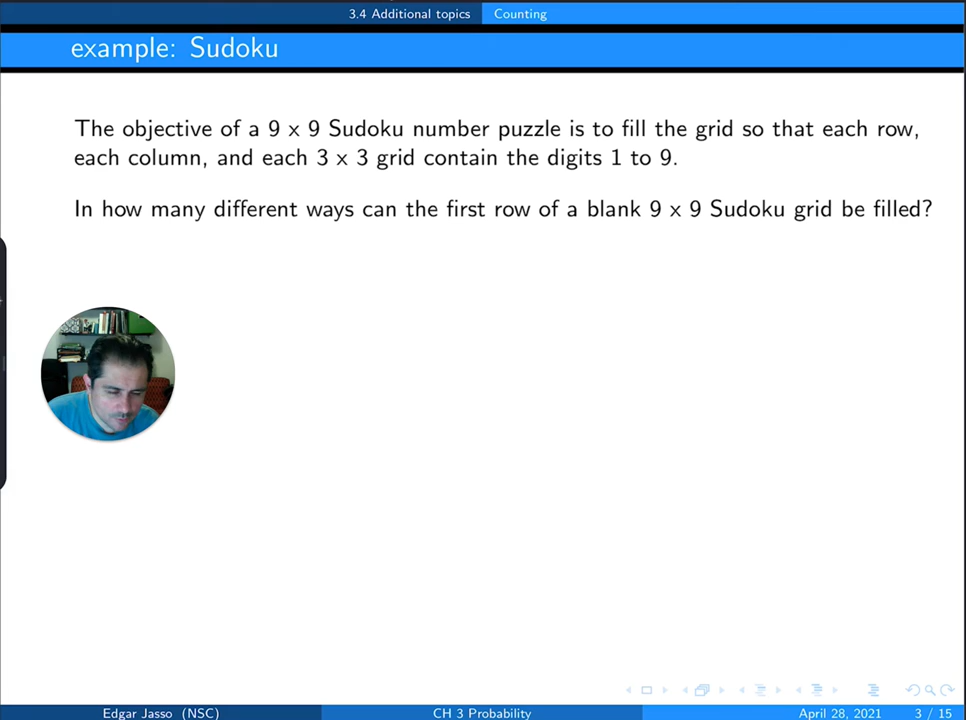 3.4 Additional topics Counting
example: Sudoku
The objective of a 9 x 9 Sudoku number puzzle is to fill the grid so that each row,
each column, and each 3 x 3 grid contain the digits 1 to 9.
In how many different ways can the first row of a blank 9 x 9 Sudoku grid be filled?
Edgar Jasso (NSC) CH 3 Probability April 28, 2021 3 / 15